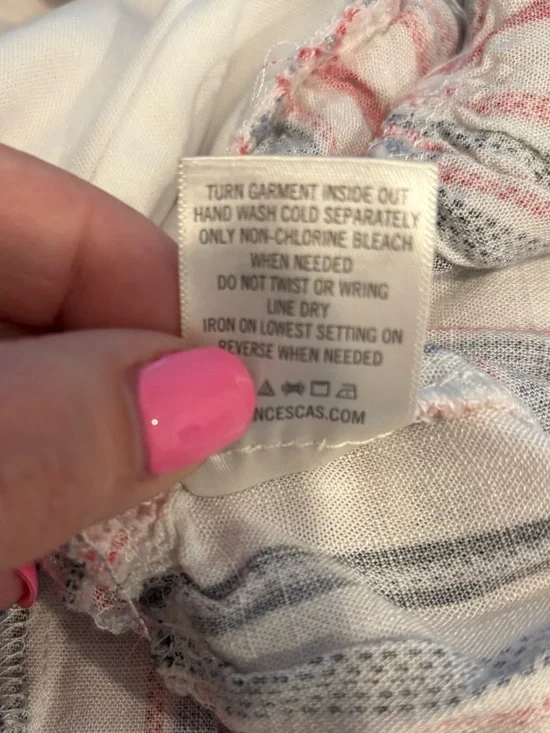 TURN GARMENT INSIDE OUT
HAND WASH COLD SEPARATELY
ONLY NON-CHLORINE BLEACH
WHEN NEEDED
DO NOT TWIST OR WRING
LINE DRY
IRON ON LOWEST SETTING ON
REVERSE WHEN NEEDED
NCESCAS.COM